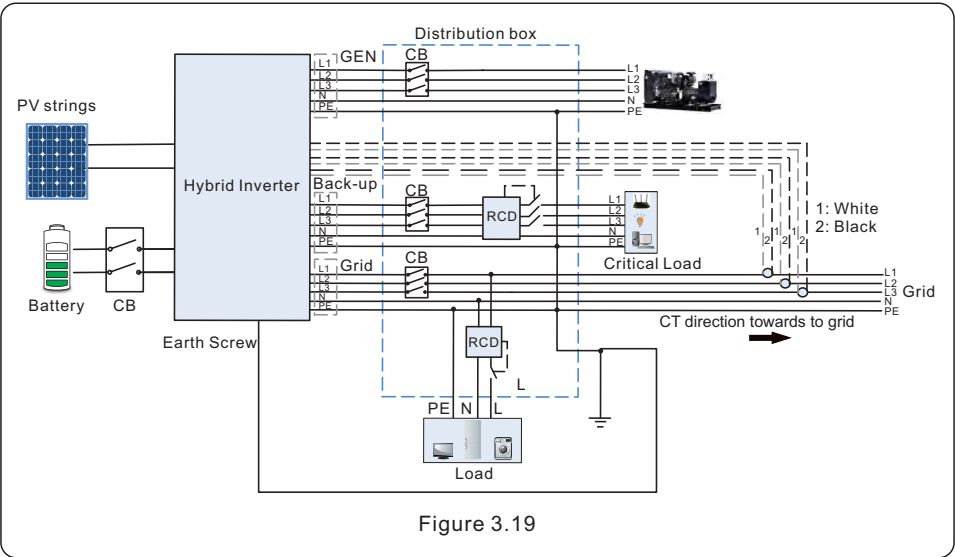 Distribution box
GEN
CB
L1
L2
L3
N
PE
L1
L2
L3
N
PE
PV strings
Hybrid Inverter
Back-up
CB
L1
L2
L3
N
PE
RCD
L1
L2
L3
N
PE
Critical Load
1 2 1 2 1 2
1: White
2: Black
Grid
CB
L1
L2
L3
N
PE
L1
L2
L3
N
PE
Grid
Battery
CB
CT direction towards to grid
Earth Screw
RCD
L
PE N L
Load
Figure 3.19